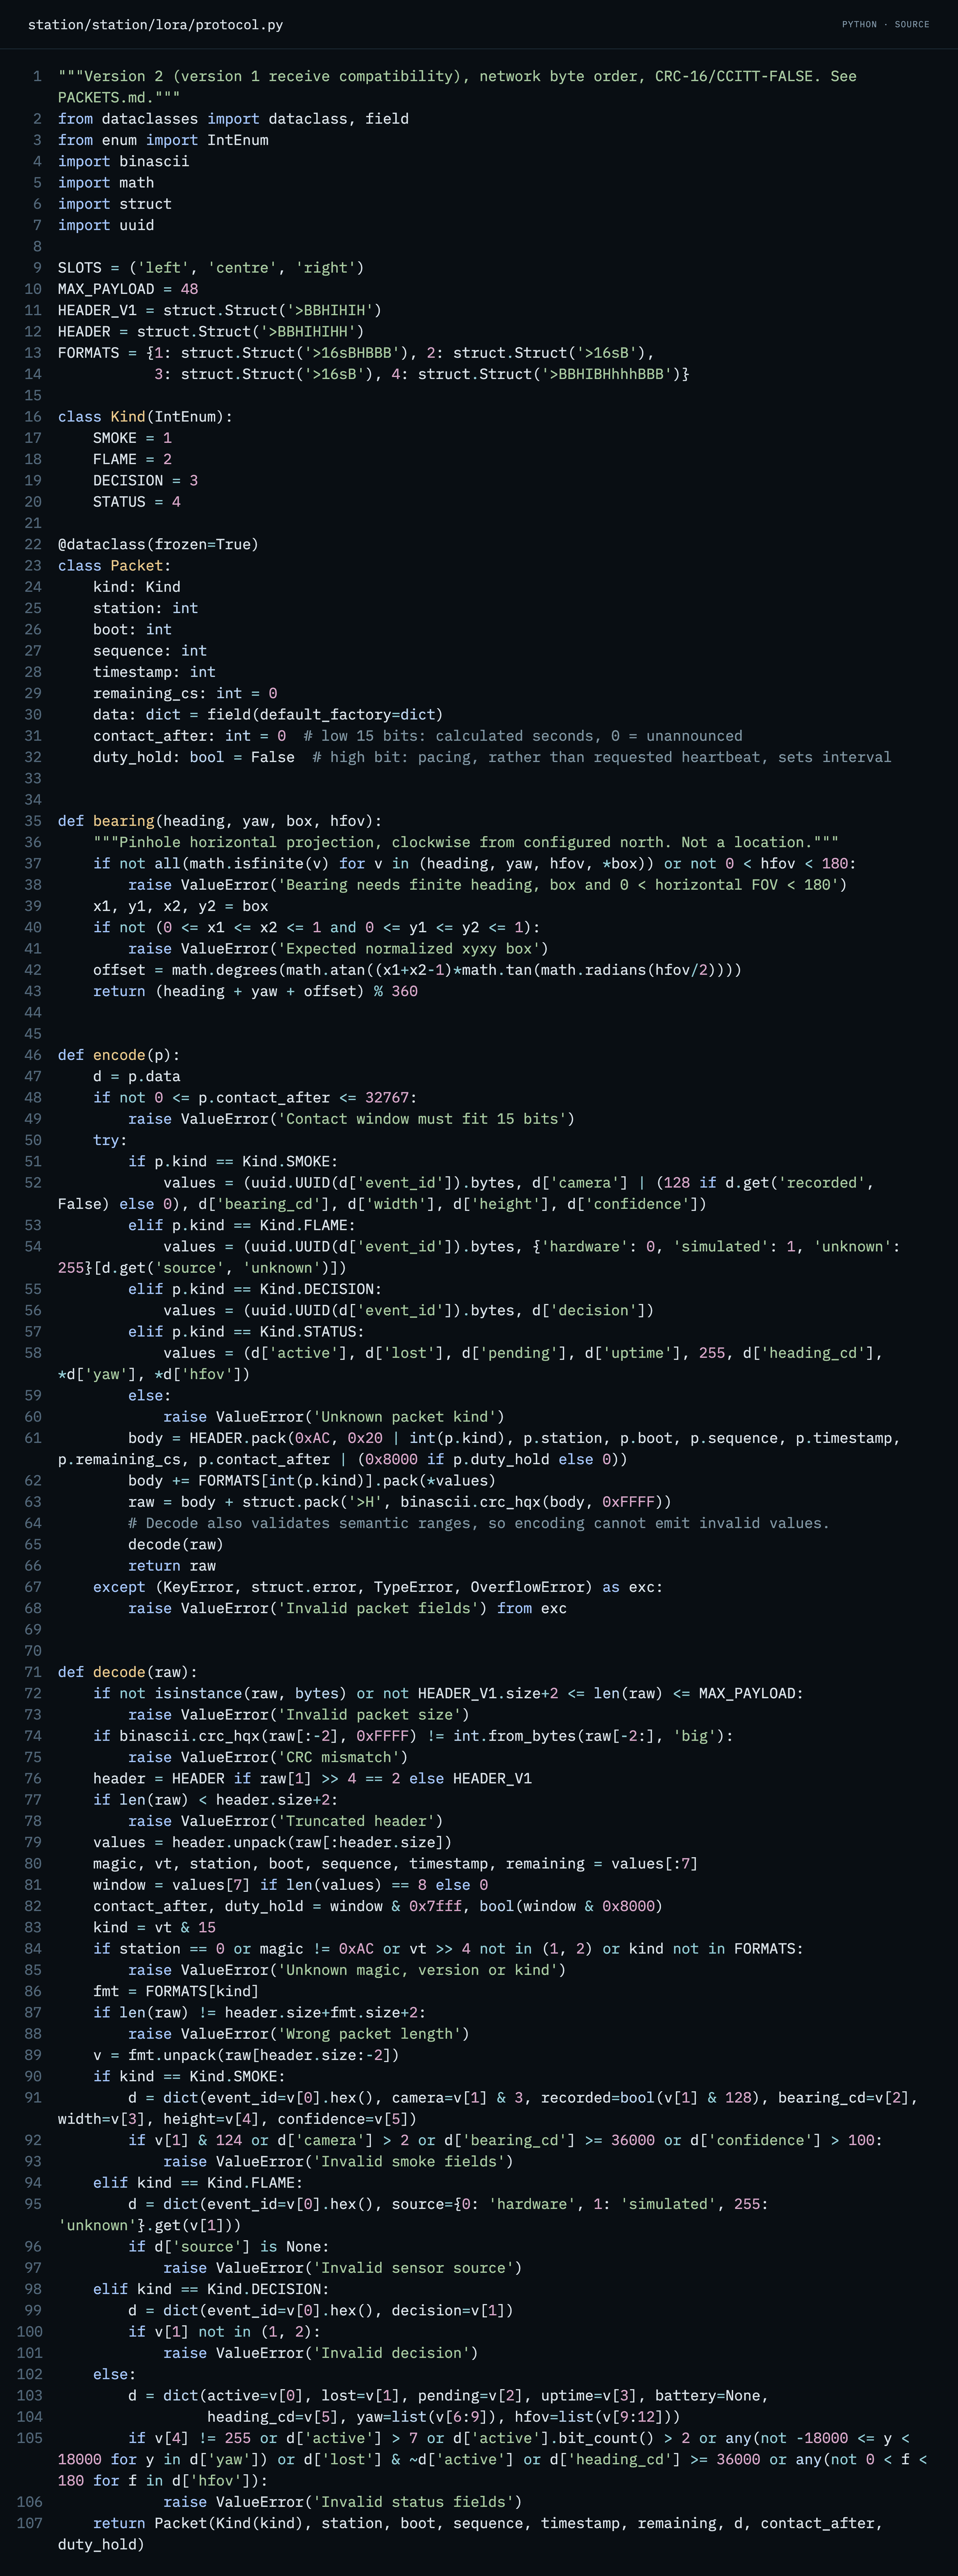 station/station/lora/protocol.py
PYTHON · SOURCE
1 """Version 2 (version 1 receive compatibility), network byte order, CRC-16/CCITT-FALSE. See
PACKETS.md."""
2 from dataclasses import dataclass, field
3 from enum import IntEnum
4 import binascii
5 import math
6 import struct
7 import uuid
8
9 SLOTS = ('left', 'centre', 'right')
10 MAX_PAYLOAD = 48
11 HEADER_V1 = struct.Struct('>BBHIHIH')
12 HEADER = struct.Struct('>BBHIHIHH')
13 FORMATS = {1: struct.Struct('>16sBHBBB'), 2: struct.Struct('>16sB'),
14            3: struct.Struct('>16sB'), 4: struct.Struct('>BBHIBHhhhBBB')}
15
16 class Kind(IntEnum):
17     SMOKE = 1
18     FLAME = 2
19     DECISION = 3
20     STATUS = 4
21
22 @dataclass(frozen=True)
23 class Packet:
24     kind: Kind
25     station: int
26     boot: int
27     sequence: int
28     timestamp: int
29     remaining_cs: int = 0
30     data: dict = field(default_factory=dict)
31     contact_after: int = 0  # low 15 bits: calculated seconds, 0 = unannounced
32     duty_hold: bool = False  # high bit: pacing, rather than requested heartbeat, sets interval
33
34
35 def bearing(heading, yaw, box, hfov):
36     """Pinhole horizontal projection, clockwise from configured north. Not a location."""
37     if not all(math.isfinite(v) for v in (heading, yaw, hfov, *box)) or not 0 < hfov < 180:
38         raise ValueError('Bearing needs finite heading, box and 0 < horizontal FOV < 180')
39     x1, y1, x2, y2 = box
40     if not (0 <= x1 <= x2 <= 1 and 0 <= y1 <= y2 <= 1):
41         raise ValueError('Expected normalized xyxy box')
42     offset = math.degrees(math.atan((x1+x2-1)*math.tan(math.radians(hfov/2))))
43     return (heading + yaw + offset) % 360
44
45
46 def encode(p):
47     d = p.data
48     if not 0 <= p.contact_after <= 32767:
49         raise ValueError('Contact window must fit 15 bits')
50     try:
51         if p.kind == Kind.SMOKE:
52             values = (uuid.UUID(d['event_id']).bytes, d['camera'] | (128 if d.get('recorded',
False) else 0), d['bearing_cd'], d['width'], d['height'], d['confidence'])
53         elif p.kind == Kind.FLAME:
54             values = (uuid.UUID(d['event_id']).bytes, {'hardware': 0, 'simulated': 1, 'unknown':
255}[d.get('source', 'unknown')])
55         elif p.kind == Kind.DECISION:
56             values = (uuid.UUID(d['event_id']).bytes, d['decision'])
57         elif p.kind == Kind.STATUS:
58             values = (d['active'], d['lost'], d['pending'], d['uptime'], 255, d['heading_cd'],
*d['yaw'], *d['hfov'])
59         else:
60             raise ValueError('Unknown packet kind')
61         body = HEADER.pack(0xAC, 0x20 | int(p.kind), p.station, p.boot, p.sequence, p.timestamp,
p.remaining_cs, p.contact_after | (0x8000 if p.duty_hold else 0))
62         body += FORMATS[int(p.kind)].pack(*values)
63         raw = body + struct.pack('>H', binascii.crc_hqx(body, 0xFFFF))
64         # Decode also validates semantic ranges, so encoding cannot emit invalid values.
65         decode(raw)
66         return raw
67     except (KeyError, struct.error, TypeError, OverflowError) as exc:
68         raise ValueError('Invalid packet fields') from exc
69
70
71 def decode(raw):
72     if not isinstance(raw, bytes) or not HEADER_V1.size+2 <= len(raw) <= MAX_PAYLOAD:
73         raise ValueError('Invalid packet size')
74     if binascii.crc_hqx(raw[:-2], 0xFFFF) != int.from_bytes(raw[-2:], 'big'):
75         raise ValueError('CRC mismatch')
76     header = HEADER if raw[1] >> 4 == 2 else HEADER_V1
77     if len(raw) < header.size+2:
78         raise ValueError('Truncated header')
79     values = header.unpack(raw[:header.size])
80     magic, vt, station, boot, sequence, timestamp, remaining = values[:7]
81     window = values[7] if len(values) == 8 else 0
82     contact_after, duty_hold = window & 0x7fff, bool(window & 0x8000)
83     kind = vt & 15
84     if station == 0 or magic != 0xAC or vt >> 4 not in (1, 2) or kind not in FORMATS:
85         raise ValueError('Unknown magic, version or kind')
86     fmt = FORMATS[kind]
87     if len(raw) != header.size+fmt.size+2:
88         raise ValueError('Wrong packet length')
89     v = fmt.unpack(raw[header.size:-2])
90     if kind == Kind.SMOKE:
91         d = dict(event_id=v[0].hex(), camera=v[1] & 3, recorded=bool(v[1] & 128), bearing_cd=v[2],
width=v[3], height=v[4], confidence=v[5])
92         if v[1] & 124 or d['camera'] > 2 or d['bearing_cd'] >= 36000 or d['confidence'] > 100:
93             raise ValueError('Invalid smoke fields')
94     elif kind == Kind.FLAME:
95         d = dict(event_id=v[0].hex(), source={0: 'hardware', 1: 'simulated', 255:
'unknown'}.get(v[1]))
96         if d['source'] is None:
97             raise ValueError('Invalid sensor source')
98     elif kind == Kind.DECISION:
99         d = dict(event_id=v[0].hex(), decision=v[1])
100         if v[1] not in (1, 2):
101             raise ValueError('Invalid decision')
102     else:
103         d = dict(active=v[0], lost=v[1], pending=v[2], uptime=v[3], battery=None,
104                  heading_cd=v[5], yaw=list(v[6:9]), hfov=list(v[9:12]))
105         if v[4] != 255 or d['active'] > 7 or d['active'].bit_count() > 2 or any(not -18000 <= y <
18000 for y in d['yaw']) or d['lost'] & ~d['active'] or d['heading_cd'] >= 36000 or any(not 0 < f <
180 for f in d['hfov']):
106             raise ValueError('Invalid status fields')
107     return Packet(Kind(kind), station, boot, sequence, timestamp, remaining, d, contact_after,
duty_hold)